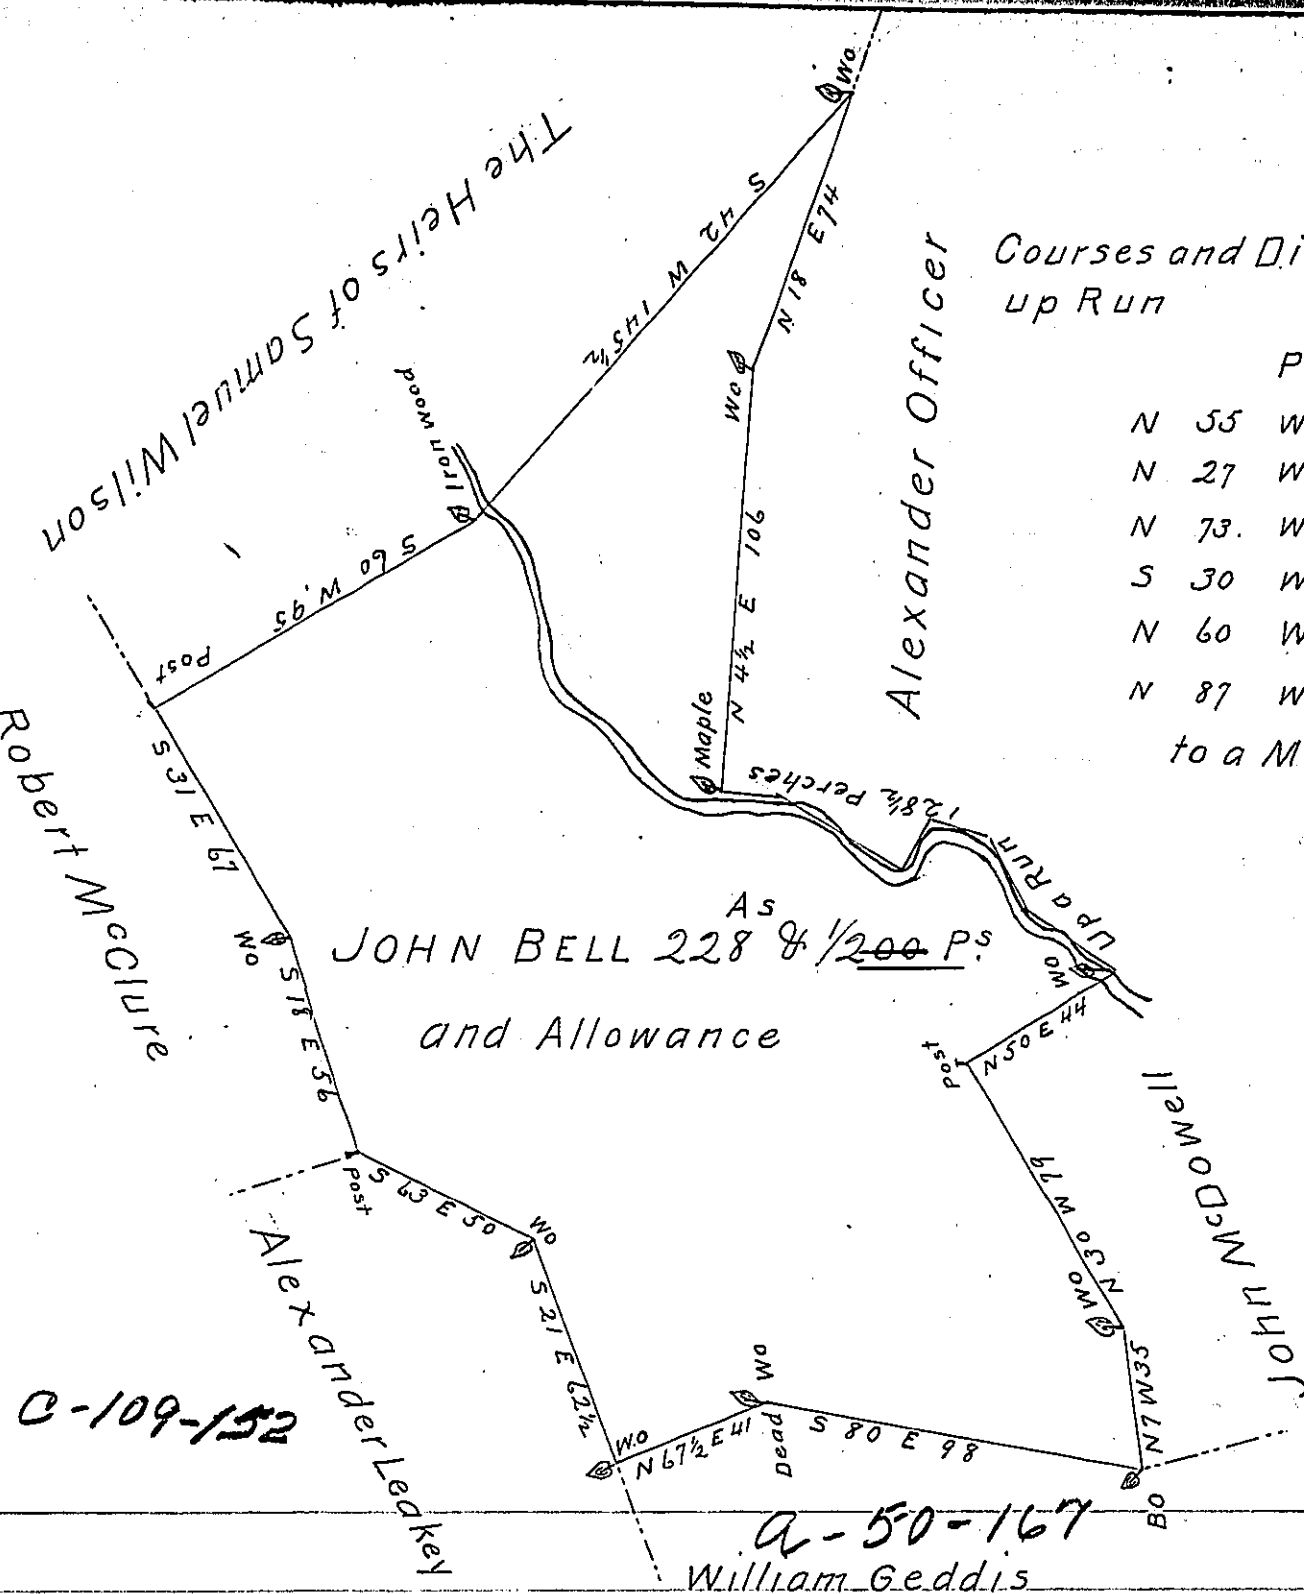 The Heirs of Samuel Wilson
Wo
S 42 W 145½
N 18 E 74
Alexander Officer
Courses and Di
up Run
P
N 55 W
N 27 W
N 73. W
S 30 W
N 60 W
N 87 W
to a M
Iron wood
Wo
N 4½ E 106
S 60 W. 95
Post
Maple
128½ Perches
Up a Run
Robert McClure
S 31 E 67
Wo
As
JOHN BELL 228 & ½00 Ps.
and Allowance
Wo
N 50 E 44
Post
S 18 E 56
Post
S 63 E 50
Wo
N 30 W 79
Wo
John McDowell
Alexander Leakey
S 21 E 62½
W.O
N 67½ E 41
Dead Wo
S 80 E 98
N 7 W 35
BO
C-109-152
a-50-167
William Geddis